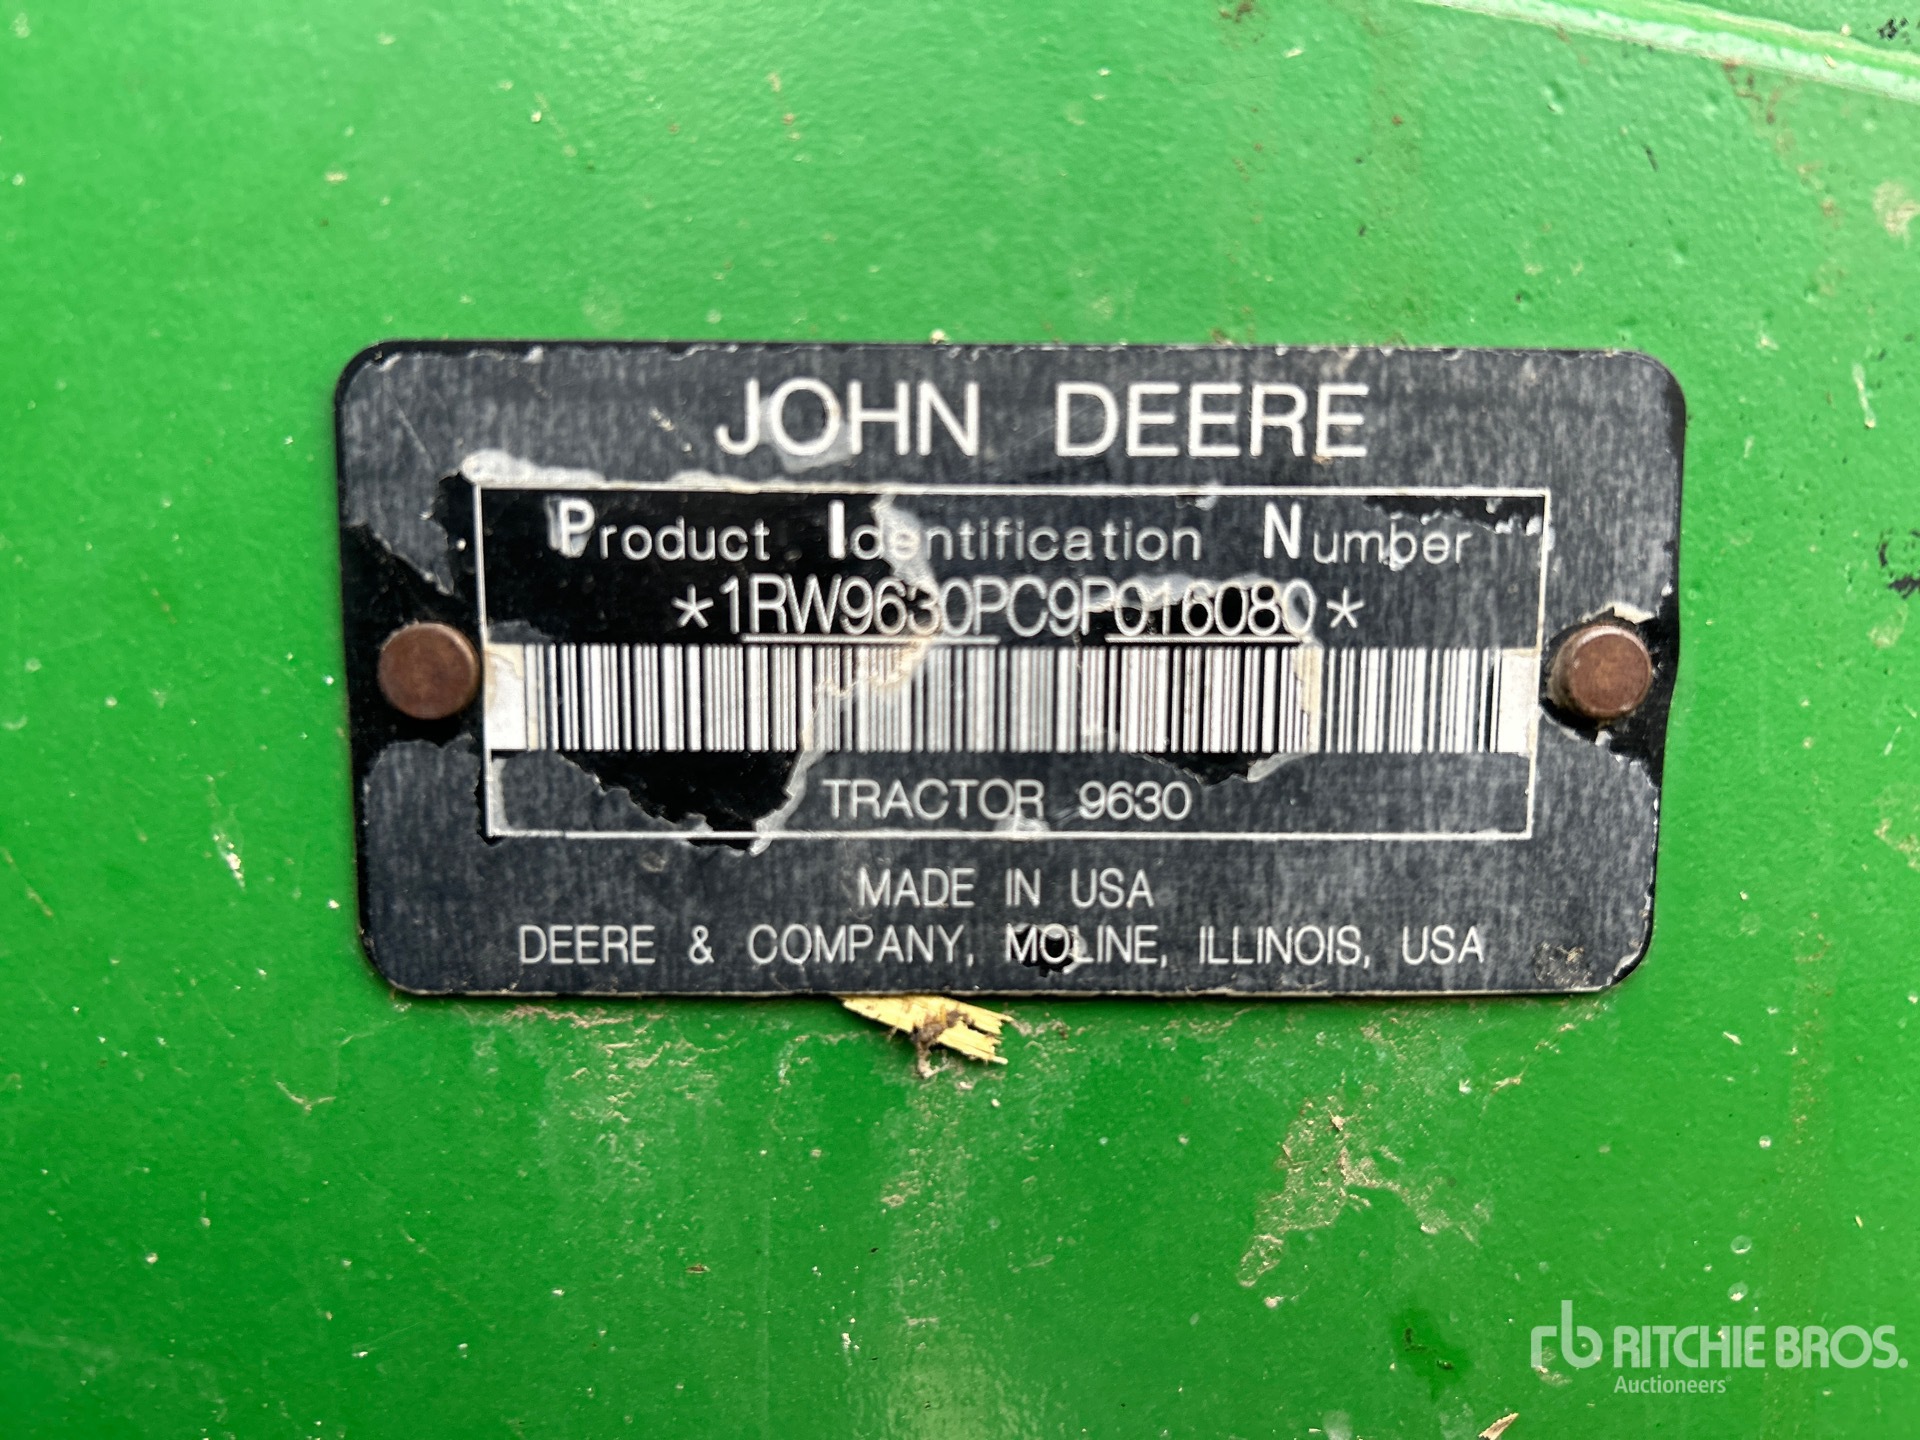 JOHN DEERE
Product Identification Number
*1RW9630PC9P016080*
TRACTOR 9630
MADE IN USA
DEERE & COMPANY, MOLINE, ILLINOIS, USA
rb RITCHIE BROS.
Auctioneers